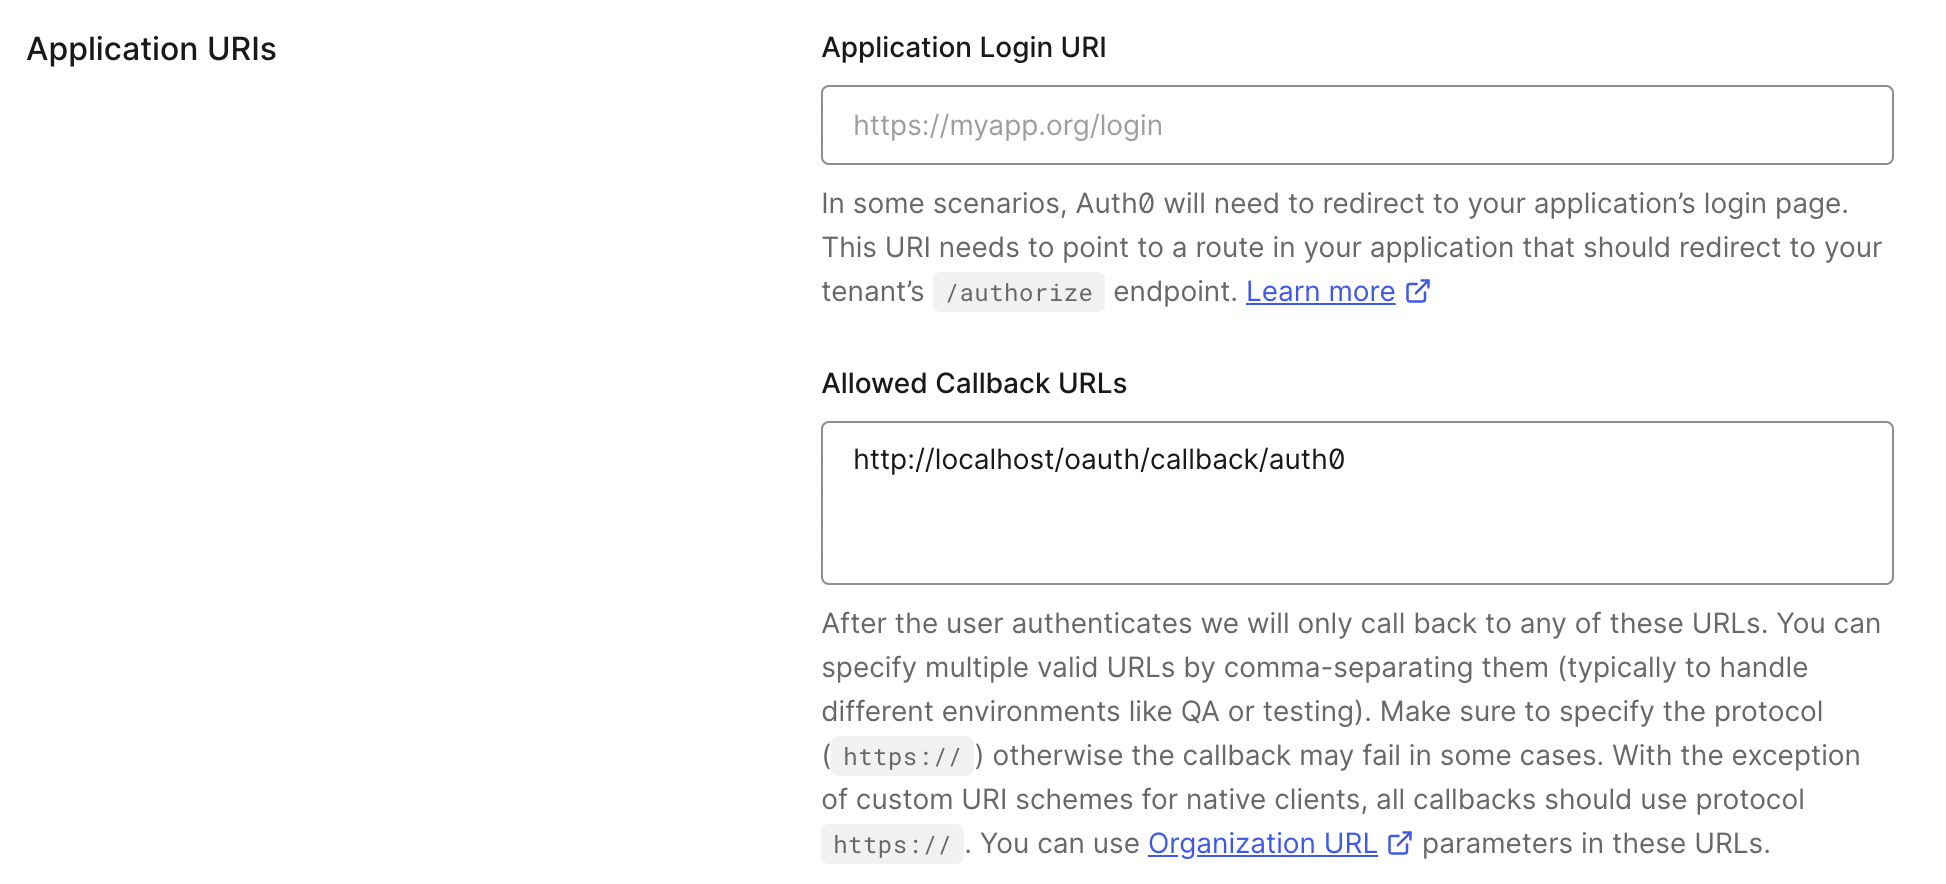 Application URIs
Application Login URI
https://myapp.org/login
In some scenarios, Auth0 will need to redirect to your application’s login page.
This URI needs to point to a route in your application that should redirect to your
tenant’s /authorize endpoint. Learn more
Allowed Callback URLs
http://localhost/oauth/callback/auth0
After the user authenticates we will only call back to any of these URLs. You can
specify multiple valid URLs by comma-separating them (typically to handle
different environments like QA or testing). Make sure to specify the protocol
(https://) otherwise the callback may fail in some cases. With the exception
of custom URI schemes for native clients, all callbacks should use protocol
https://. You can use Organization URL parameters in these URLs.